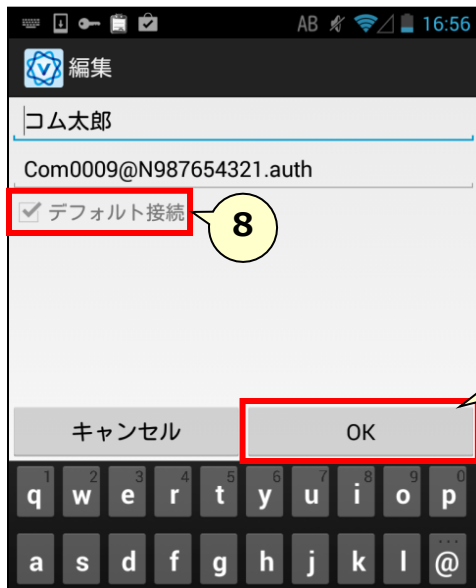 AB 16:56
編集
コム太郎
Com0009@N987654321.auth
デフォルト接続
8
キャンセル OK
1 2 3 4 5 6 7 8 9 0
q w e r t y u i o p
a s d f g h j k l @